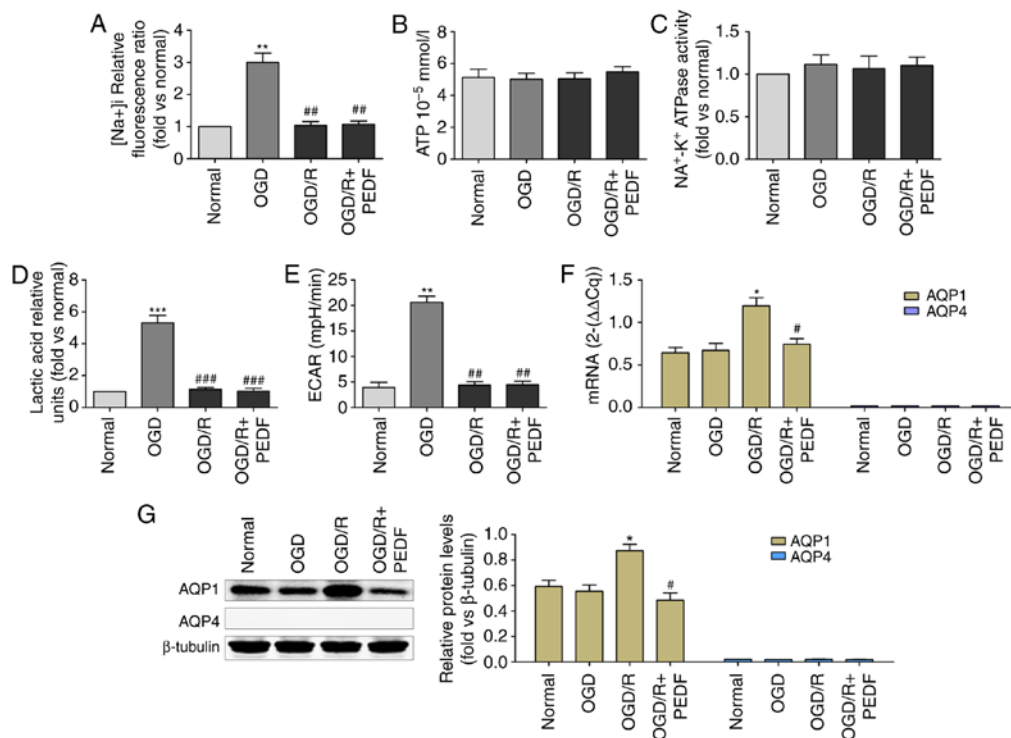 A
[Na+]i Relative
fluorescence ratio
(fold vs normal)
4
3
2
1
0
**
##
##
Normal
OGD
OGD/R
OGD/R+
PEDF
B
ATP 10⁻⁵ mmol/l
8
6
4
2
0
Normal
OGD
OGD/R
OGD/R+
PEDF
C
NA⁺-K⁺ ATPase activity
(fold vs normal)
1.5
1.0
0.5
0.0
Normal
OGD
OGD/R
OGD/R+
PEDF
D
Lactic acid relative
units (fold vs normal)
8
6
4
2
0
***
###
###
Normal
OGD
OGD/R
OGD/R+
PEDF
E
ECAR (mpH/min)
25
20
15
10
5
0
**
##
##
Normal
OGD
OGD/R
OGD/R+
PEDF
F
mRNA (2-(ΔΔCq))
1.5
1.0
0.5
0.0
*
#
AQP1
AQP4
Normal
OGD
OGD/R
OGD/R+
PEDF
Normal
OGD
OGD/R
OGD/R+
PEDF
G
Normal
OGD
OGD/R
OGD/R+
PEDF
AQP1
AQP4
β-tubulin
Relative protein levels
(fold vs β-tubulin)
1.0
0.8
0.6
0.4
0.2
0.0
*
#
AQP1
AQP4
Normal
OGD
OGD/R
OGD/R+
PEDF
Normal
OGD
OGD/R
OGD/R+
PEDF